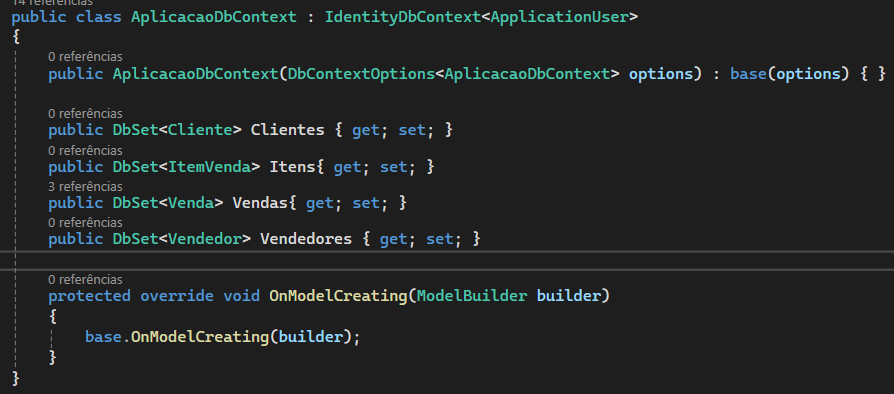 14 referências
public class AplicacaoDbContext : IdentityDbContext<ApplicationUser>
{
0 referências
public AplicacaoDbContext(DbContextOptions<AplicacaoDbContext> options) : base(options) { }
0 referências
public DbSet<Cliente> Clientes { get; set; }
0 referências
public DbSet<ItemVenda> Itens{ get; set; }
3 referências
public DbSet<Venda> Vendas{ get; set; }
0 referências
public DbSet<Vendedor> Vendedores { get; set; }
0 referências
protected override void OnModelCreating(ModelBuilder builder)
{
base.OnModelCreating(builder);
}
}